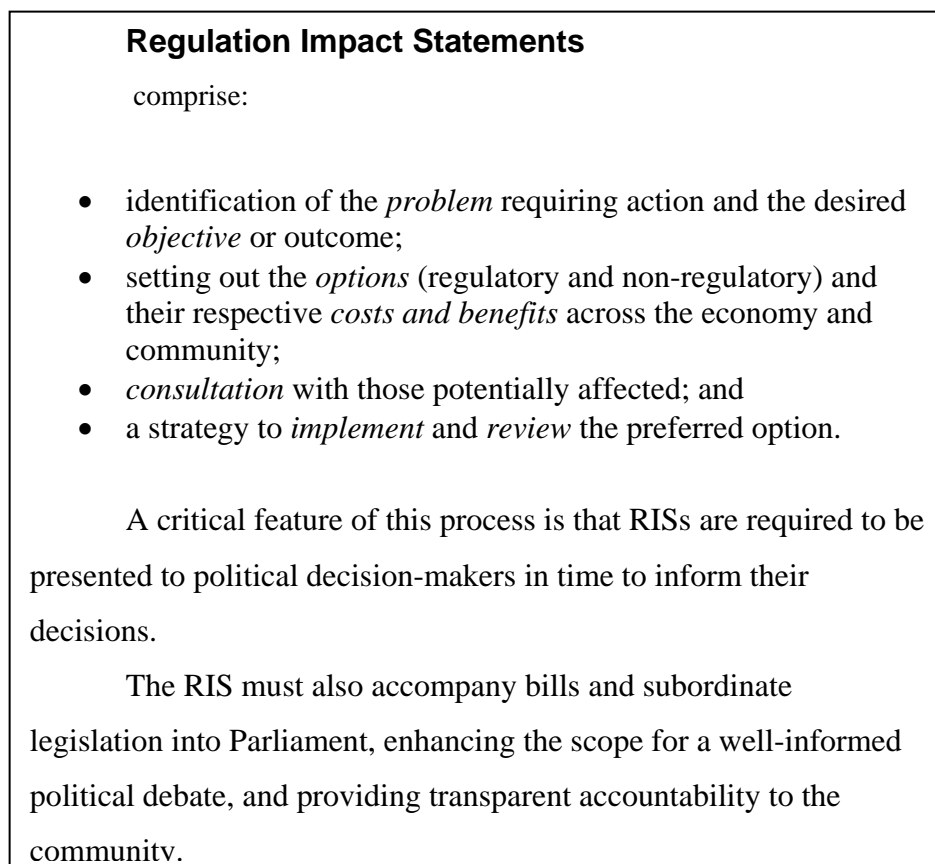 Regulation Impact Statements
comprise:
• identification of the problem requiring action and the desired
objective or outcome;
• setting out the options (regulatory and non-regulatory) and
their respective costs and benefits across the economy and
community;
• consultation with those potentially affected; and
• a strategy to implement and review the preferred option.
A critical feature of this process is that RISs are required to be
presented to political decision-makers in time to inform their
decisions.
The RIS must also accompany bills and subordinate
legislation into Parliament, enhancing the scope for a well-informed
political debate, and providing transparent accountability to the
community.